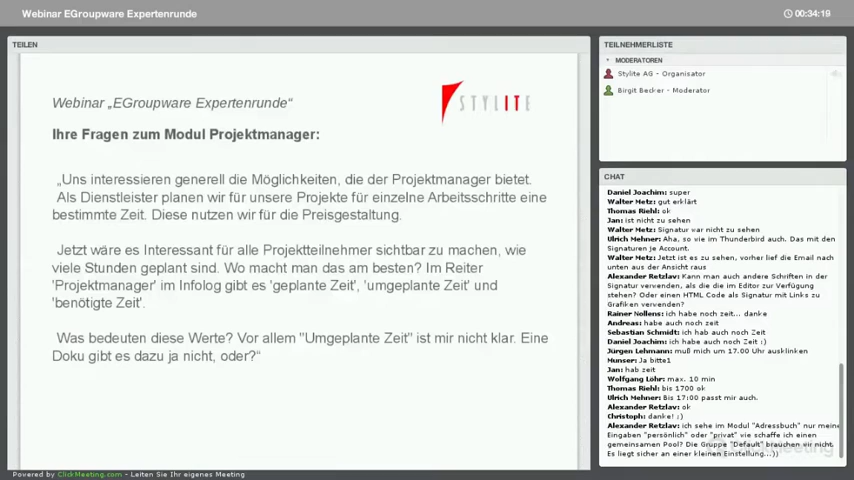 Webinar EGroupware Expertenrunde
00:34:19
TEILEN
Webinar „EGroupware Expertenrunde“
STYLITE
Ihre Fragen zum Modul Projektmanager:
„Uns interessieren generell die Möglichkeiten, die der Projektmanager bietet.
Als Dienstleister planen wir für unsere Projekte für einzelne Arbeitsschritte eine
bestimmte Zeit. Diese nutzen wir für die Preisgestaltung.
Jetzt wäre es Interessant für alle Projektteilnehmer sichtbar zu machen, wie
viele Stunden geplant sind. Wo macht man das am besten? Im Reiter
'Projektmanager' im Infolog gibt es 'geplante Zeit', 'umgeplante Zeit' und
'benötigte Zeit'.
Was bedeuten diese Werte? Vor allem "Umgeplante Zeit" ist mir nicht klar. Eine
Doku gibt es dazu ja nicht, oder?“
TEILNEHMERLISTE
MODERATOREN
Stylite AG - Organisator
Birgit Becker - Moderator
CHAT
Daniel Joachim: super
Walter Metz: gut erklärt
Thomas Riehl: ok
Jan: ist nicht zu sehen
Walter Metz: Signatur war nicht zu sehen
Ulrich Mehner: Aha, so wie im Thunderbird auch. Das mit den
Signaturen je Account.
Walter Metz: Jetzt ist es zu sehen, vorher lief die Email nach
unten aus der Ansicht raus
Alexander Retzlav: Kann man auch andere Schriften in der
Signatur verwenden, als die die im Editor zur Verfügung
stehen? Oder einen HTML Code als Signatur mit Links zu
Grafiken verwenden?
Rainer Nollens: ich habe noch zeit... danke
Andreas: habe auch noch zeit
Sebastian Schmidt: ich hab auch noch Zeit
Daniel Joachim: ich habe auch noch Zeit :)
Jürgen Lehmann: muß mich um 17.00 Uhr ausklinken
Munser: Ja bitte1
Jan: hab zeit
Wolfgang Löhr: max. 10 min
Thomas Riehl: bis 1700 ok
Ulrich Mehner: Bis 17:00 passt mir auch.
Alexander Retzlav: ok
Christoph: danke! ;)
Alexander Retzlav: ich sehe im Modul "Adressbuch" nur meine
Eingaben "persönlich" oder "privat" wie schaffe ich einen
gemeinsamen Pool? Die Gruppe "Default" brauchen wir nicht.
Es liegt sicher an einer kleinen Einstellung...))
Powered by ClickMeeting.com - Leiten Sie Ihr eigenes Meeting